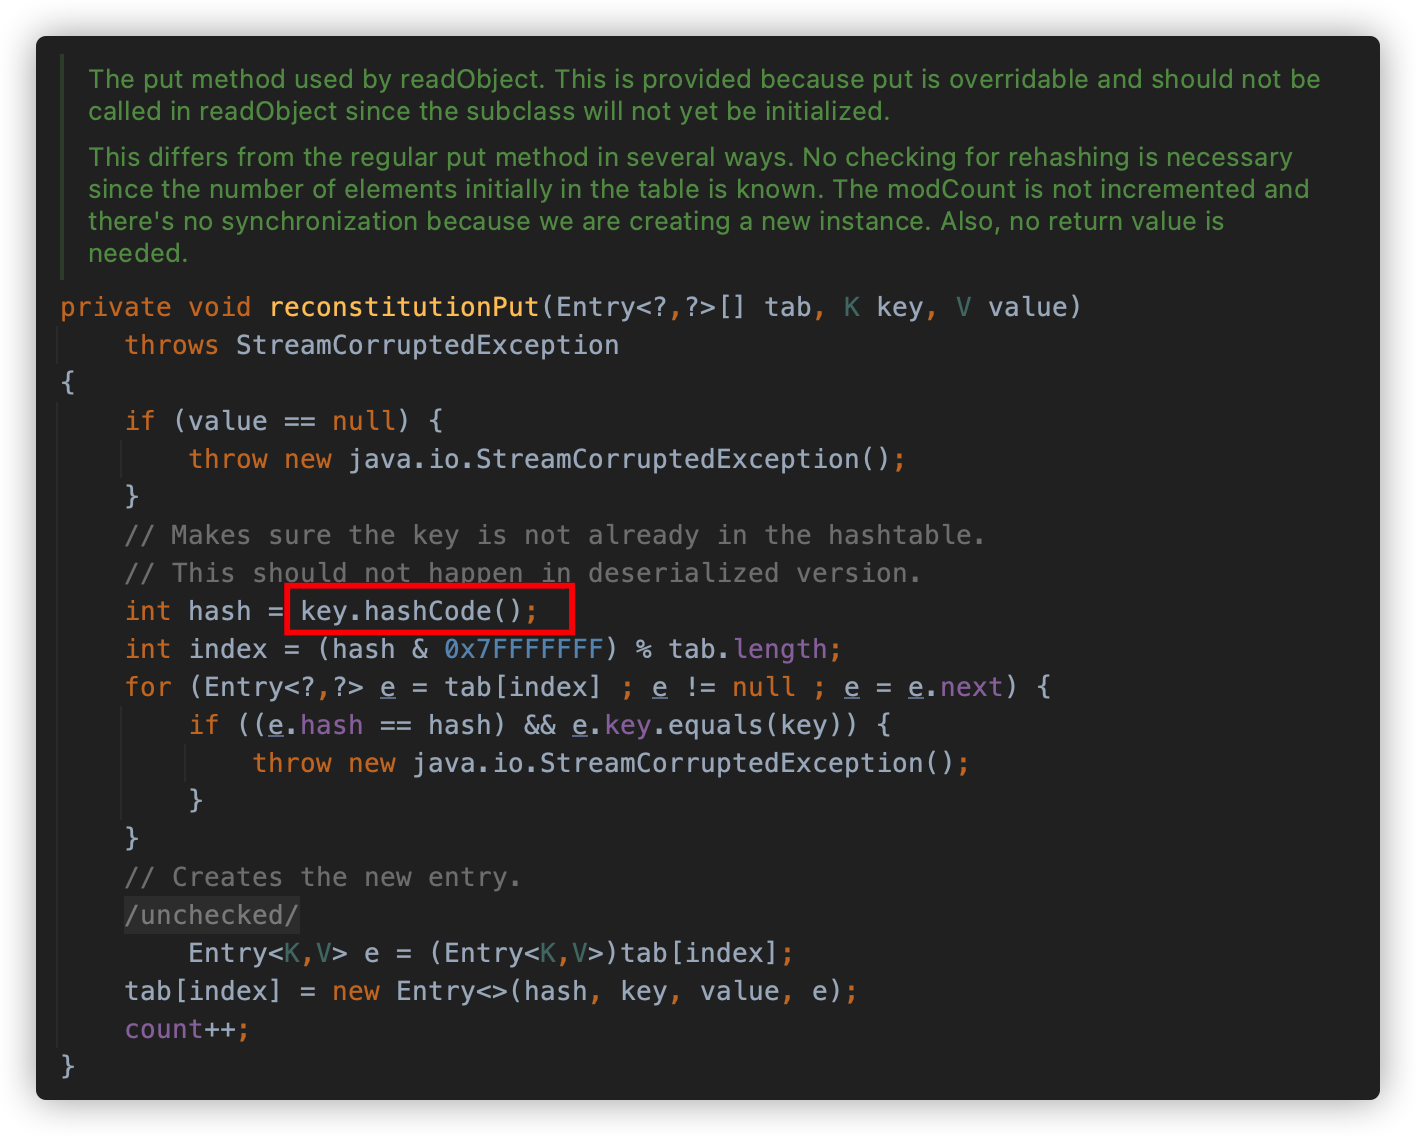 The put method used by readObject. This is provided because put is overridable and should not be
called in readObject since the subclass will not yet be initialized.
This differs from the regular put method in several ways. No checking for rehashing is necessary
since the number of elements initially in the table is known. The modCount is not incremented and
there's no synchronization because we are creating a new instance. Also, no return value is
needed.
private void reconstitutionPut(Entry<?,?>[] tab, K key, V value)
    throws StreamCorruptedException
{
    if (value == null) {
        throw new java.io.StreamCorruptedException();
    }
    // Makes sure the key is not already in the hashtable.
    // This should not happen in deserialized version.
    int hash = key.hashCode();
    int index = (hash & 0x7FFFFFFF) % tab.length;
    for (Entry<?,?> e = tab[index] ; e != null ; e = e.next) {
        if ((e.hash == hash) && e.key.equals(key)) {
            throw new java.io.StreamCorruptedException();
        }
    }
    // Creates the new entry.
    /unchecked/
        Entry<K,V> e = (Entry<K,V>)tab[index];
    tab[index] = new Entry<>(hash, key, value, e);
    count++;
}